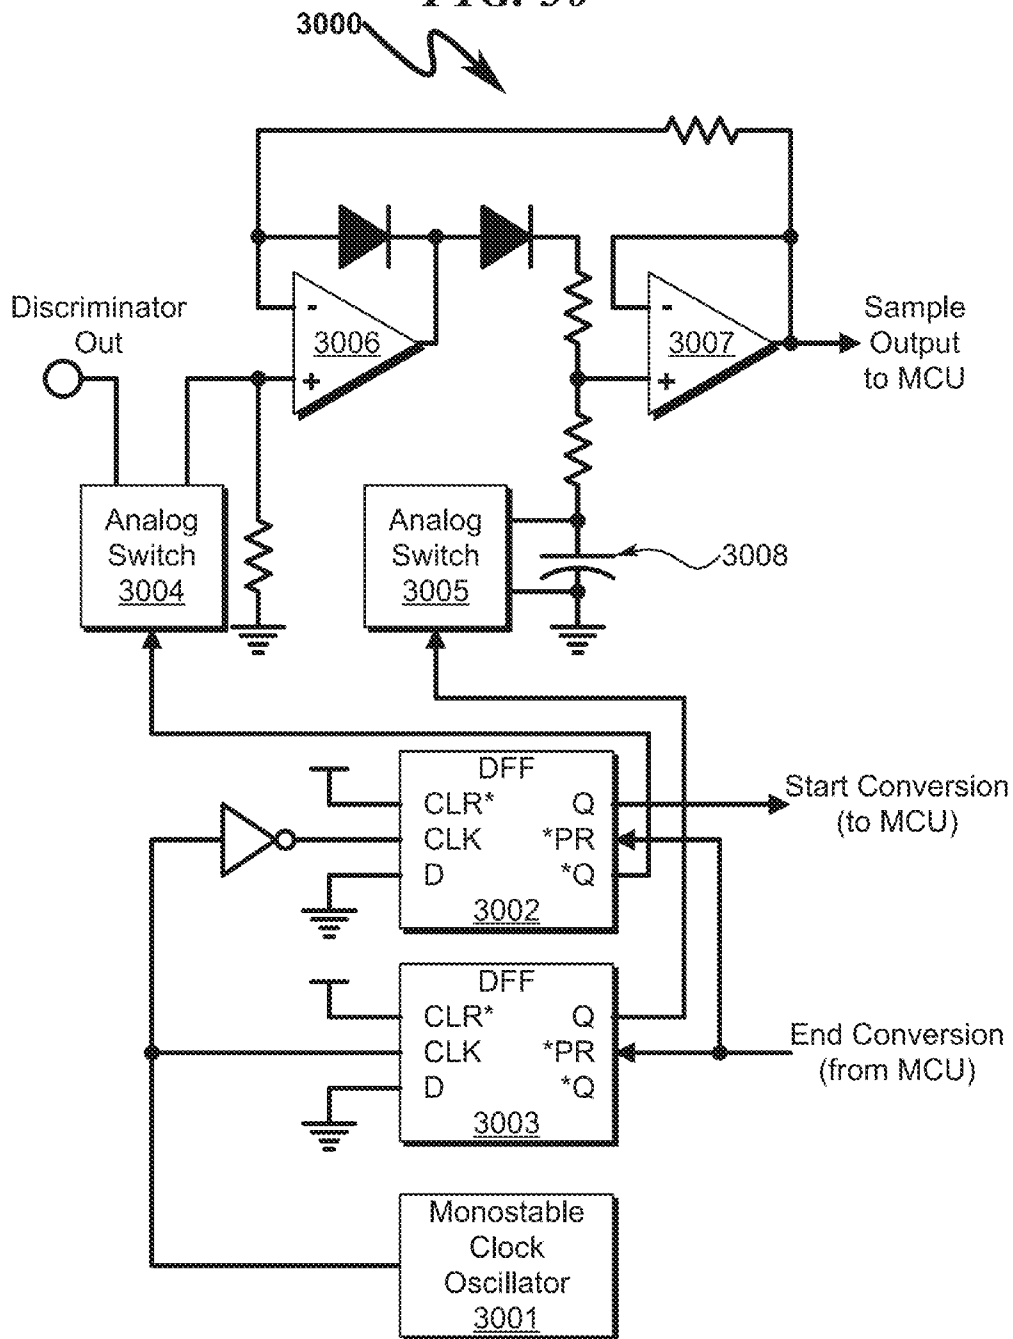 3000
Discriminator
Out
-
3006
+
-
3007
+
Sample
Output
to MCU
Analog
Switch
3004
Analog
Switch
3005
3008
DFF
CLR* Q
CLK *PR
D *Q
3002
Start Conversion
(to MCU)
DFF
CLR* Q
CLK *PR
D *Q
3003
End Conversion
(from MCU)
Monostable
Clock
Oscillator
3001